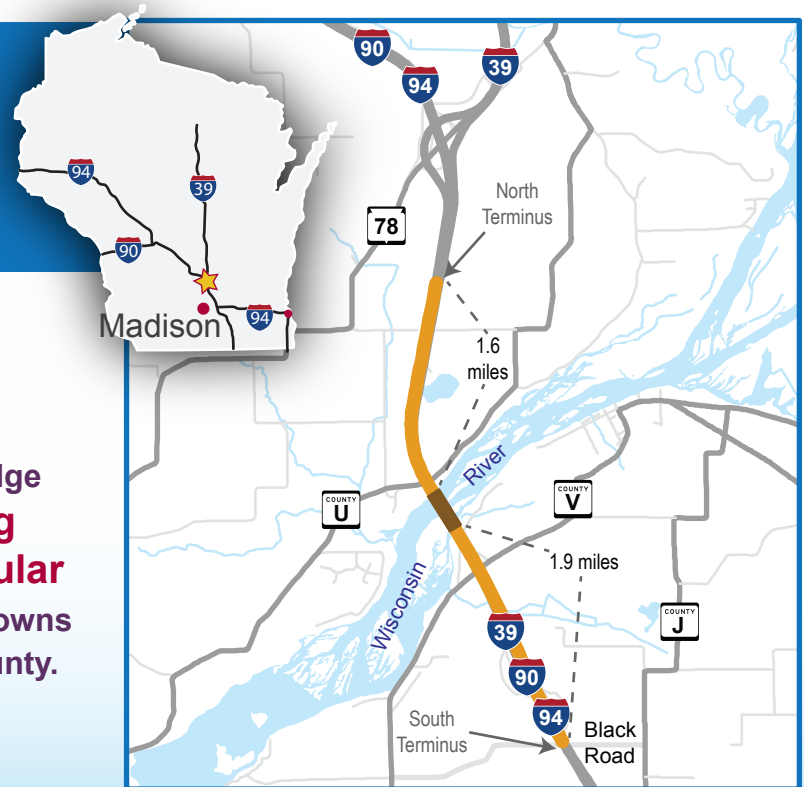 90
94
39
94
39
90
94
Madison
78
North
Terminus
1.6
miles
River
COUNTY
U
COUNTY
V
1.9 miles
Wisconsin
COUNTY
J
39
90
94
South
Terminus
Black
Road
ular
owns
unty.